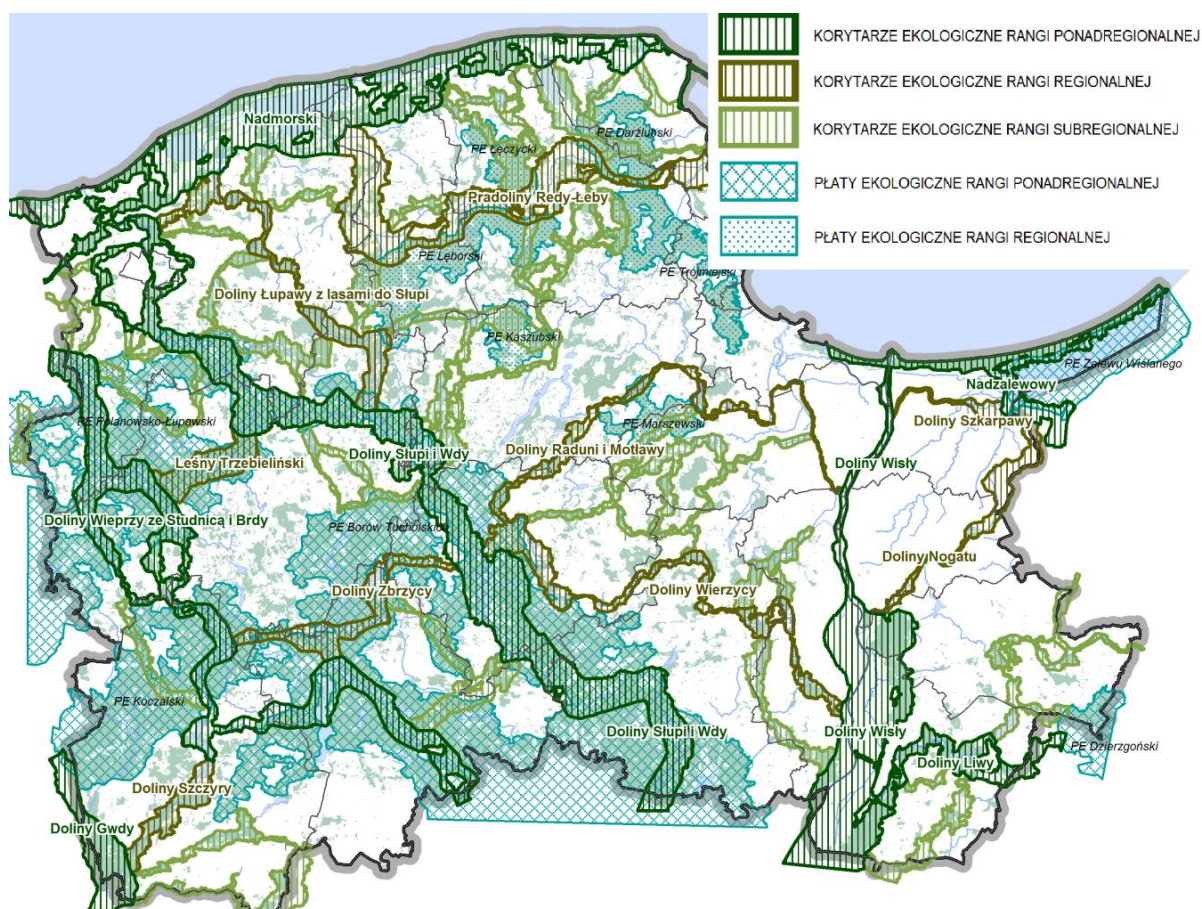 KORYTARZE EKOLOGICZNE RANGI PONADREGIONALNEJ
KORYTARZE EKOLOGICZNE RANGI REGIONALNEJ
KORYTARZE EKOLOGICZNE RANGI SUBREGIONALNEJ
PŁATY EKOLOGICZNE RANGI PONADREGIONALNEJ
PŁATY EKOLOGICZNE RANGI REGIONALNEJ
Nadmorski
PE Darżlubski
PE Łęczycki
Pradoliny Redy-Łeby
PE Lęborski
PE Trójmiejski
Doliny Łupawy z lasami do Słupi
PE Kaszubski
PE Zalewu Wiślanego
Nadzalewowy
PE Polanowsko-Łupawski
PE Marszewski
Doliny Szkarpawy
Leśny Trzebieliński
Doliny Słupi i Wdy
Doliny Raduni i Motławy
Doliny Wisły
Doliny Wieprzy ze Studnicą i Brdy
PE Borów Tucholskich
Doliny Nogatu
Doliny Zbrzycy
Doliny Wierzycy
PE Koczalski
Doliny Słupi i Wdy
Doliny Wisły
PE Dzierzgoński
Doliny Liwy
Doliny Szczyry
Doliny Gwdy